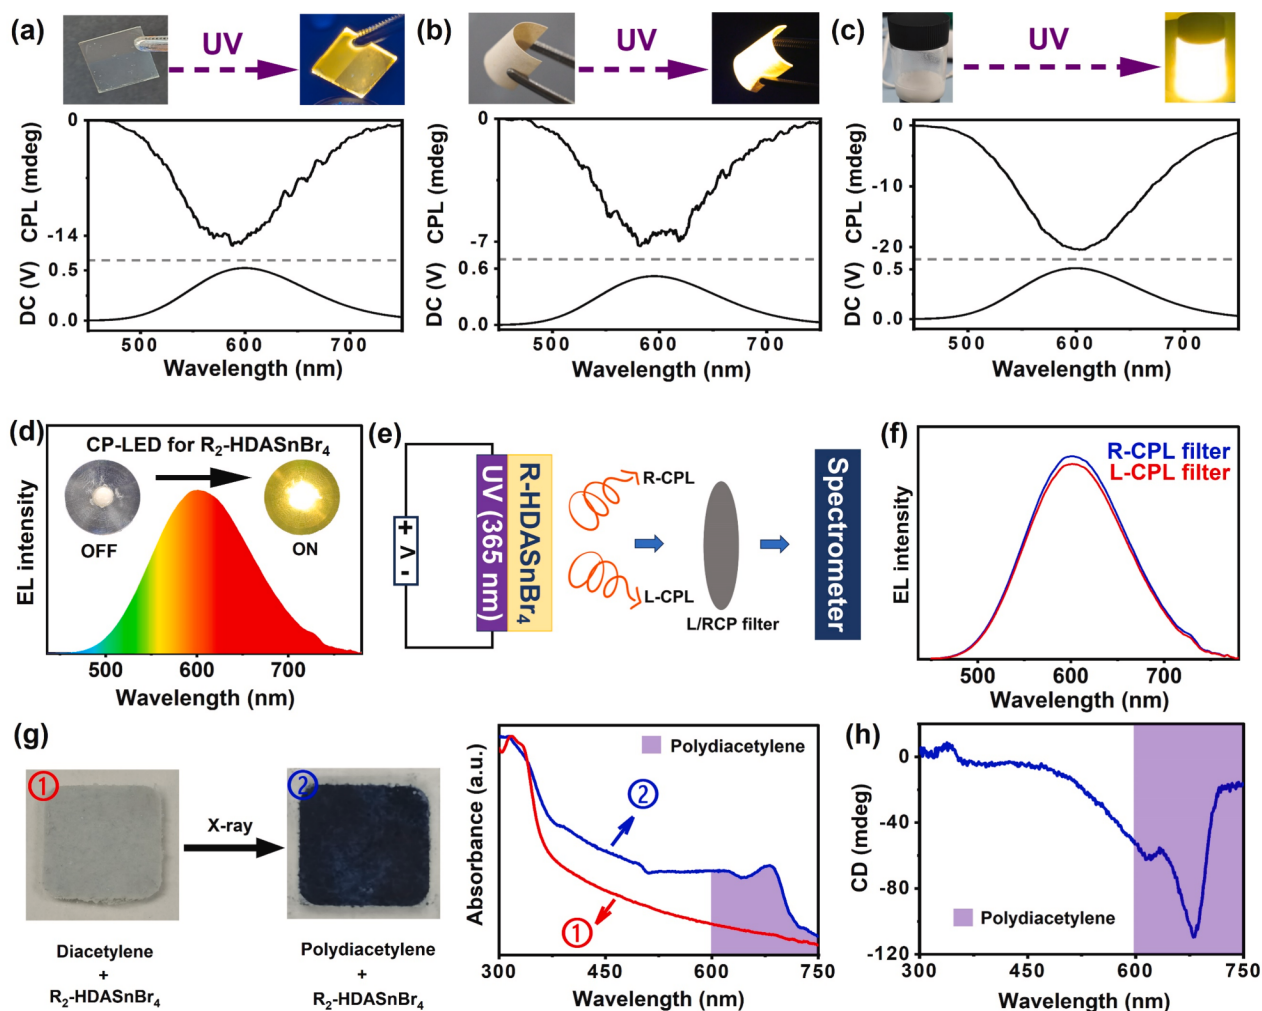 (a)
UV
0
-14
0.5
0.0
CPL (mdeg)
DC (V)
500 600 700
Wavelength (nm)
(b)
UV
0
-7
0.6
0.0
CPL (mdeg)
DC (V)
500 600 700
Wavelength (nm)
(c)
UV
0
-10
-20
0.5
0.0
CPL (mdeg)
DC (V)
500 600 700
Wavelength (nm)
(d)
CP-LED for R₂-HDASnBr₄
OFF
ON
EL intensity
500 600 700
Wavelength (nm)
(e)
+ V -
UV (365 nm)
R-HDASnBr₄
R-CPL
L-CPL
L/RCP filter
Spectrometer
(f)
R-CPL filter
L-CPL filter
EL intensity
500 600 700
Wavelength (nm)
(g)
1
X-ray
2
Diacetylene
+
R₂-HDASnBr₄
Polydiacetylene
+
R₂-HDASnBr₄
Absorbance (a.u.)
Polydiacetylene
2
1
300 450 600 750
Wavelength (nm)
(h)
CD (mdeg)
0
-40
-80
-120
Polydiacetylene
300 450 600 750
Wavelength (nm)